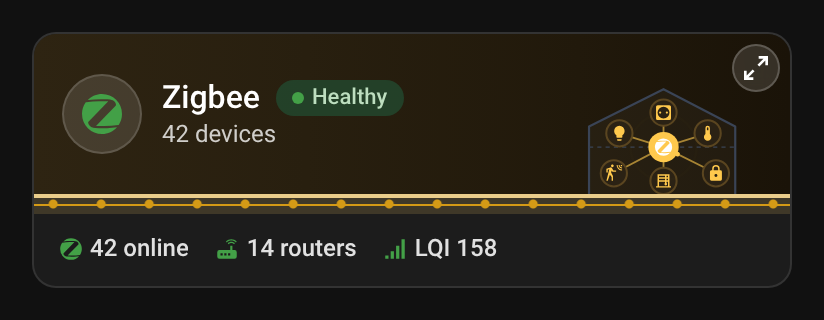 Zigbee
Healthy
42 devices
42 online
14 routers
LQI 158